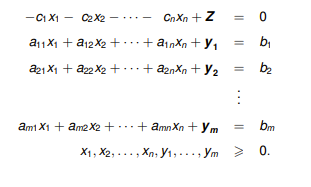 −c₁x₁ − c₂x₂ − · · · − cₙxₙ + Z = 0
a₁₁x₁ + a₁₂x₂ + · · · + a₁ₙxₙ + y₁ = b₁
a₂₁x₁ + a₂₂x₂ + · · · + a₂ₙxₙ + y₂ = b₂
⋮
aₘ₁x₁ + aₘ₂x₂ + · · · + aₘₙxₙ + yₘ = bₘ
x₁, x₂, . . . , xₙ, y₁, . . . , yₘ ⩾ 0.